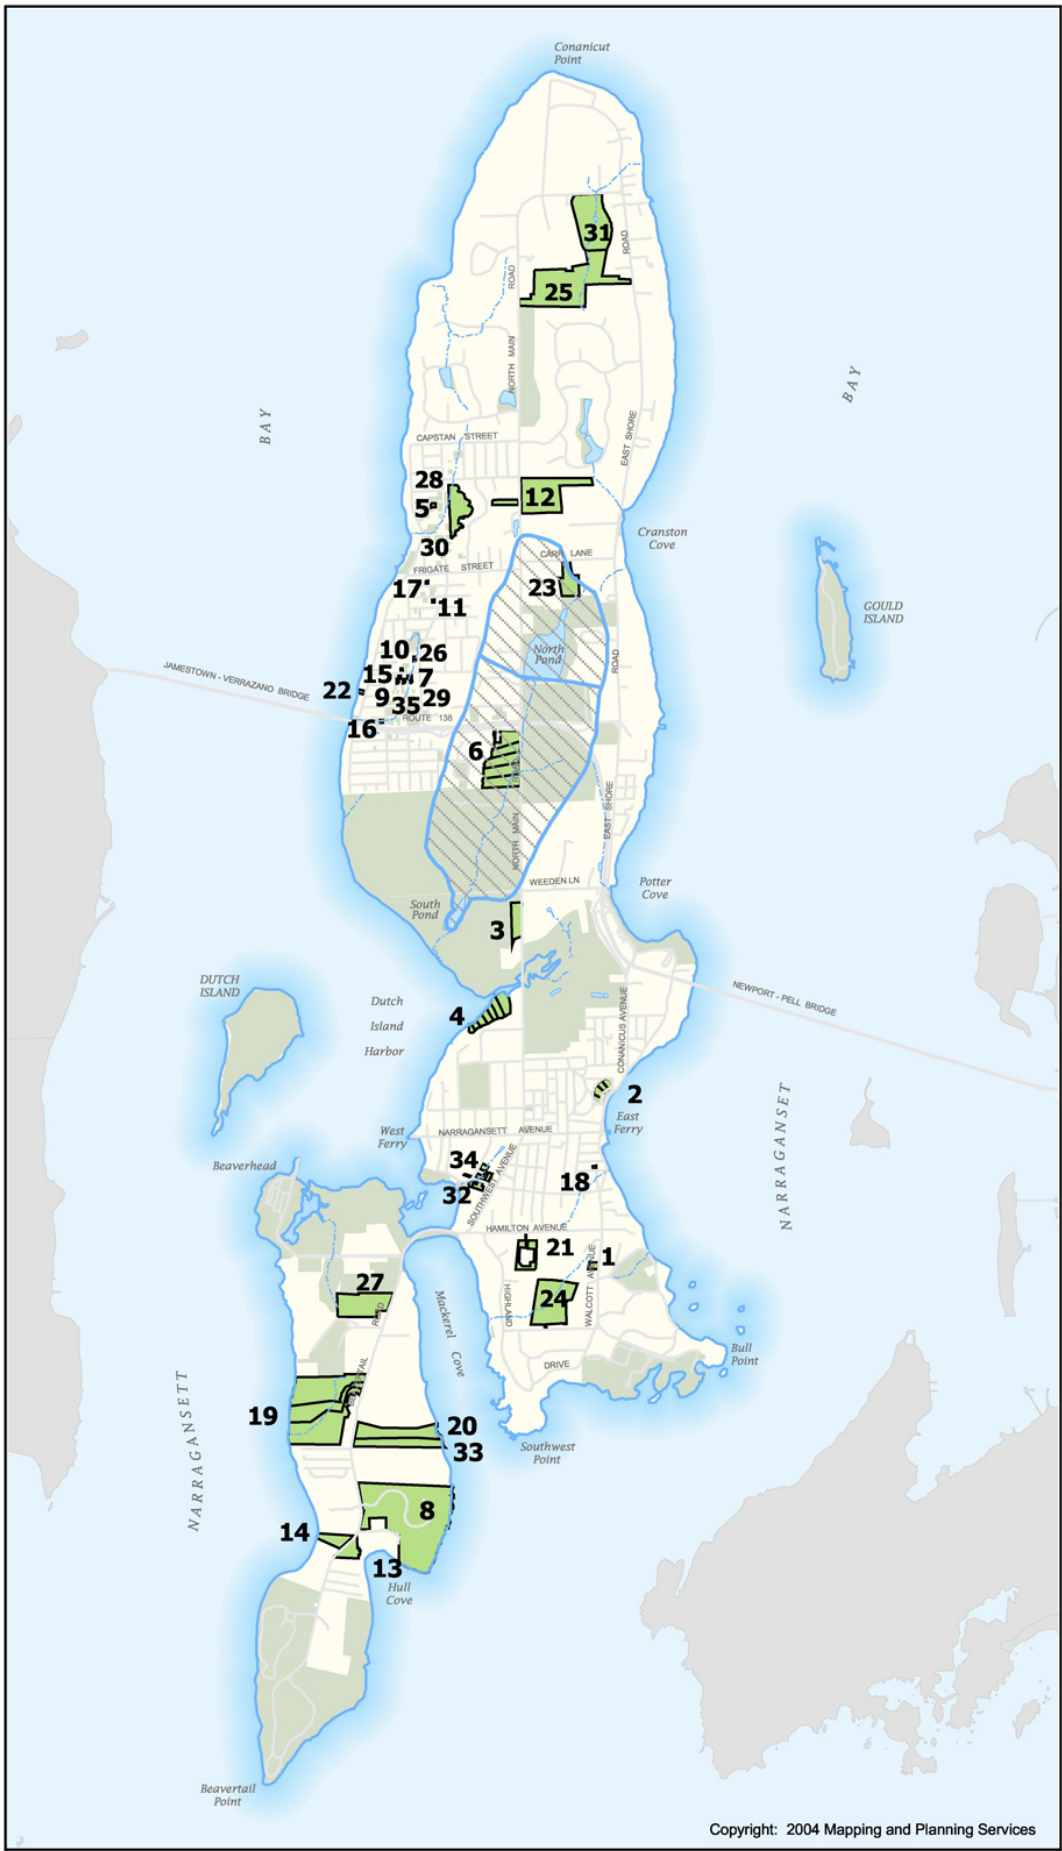 Conanicut
Point
31
ROAD
ROAD
25
NORTH MAIN
BAY
BAY
CAPSTAN STREET
EAST SHORE
28
5
12
30
Cranston
Cove
CARR LANE
FRIGATE STREET
17
23
11
GOULD
ISLAND
10
26
North
Pond
ROAD
15
7
JAMESTOWN - VERRAZANO BRIDGE
22
9
29
35
ROUTE 138
16
6
EAST SHORE
NORTH MAIN
WEEDEN LN
Potter
Cove
South
Pond
3
DUTCH
ISLAND
NEWPORT - PELL BRIDGE
Dutch
Island
Harbor
4
CONANICUS AVENUE
2
East
Ferry
West
Ferry
NARRAGANSETT AVENUE
NARRAGANSET
34
Beaverhead
18
32
SOUTHWEST AVENUE
HAMILTON AVENUE
21
1
27
24
HIGHLAND
WALCOTT AVENUE
ROAD
Mackerel Cove
Bull
Point
DRIVE
NARRAGANSETT
19
20
33
Southwest
Point
8
14
13
Hull
Cove
Beavertail
Point
Copyright: 2004 Mapping and Planning Services